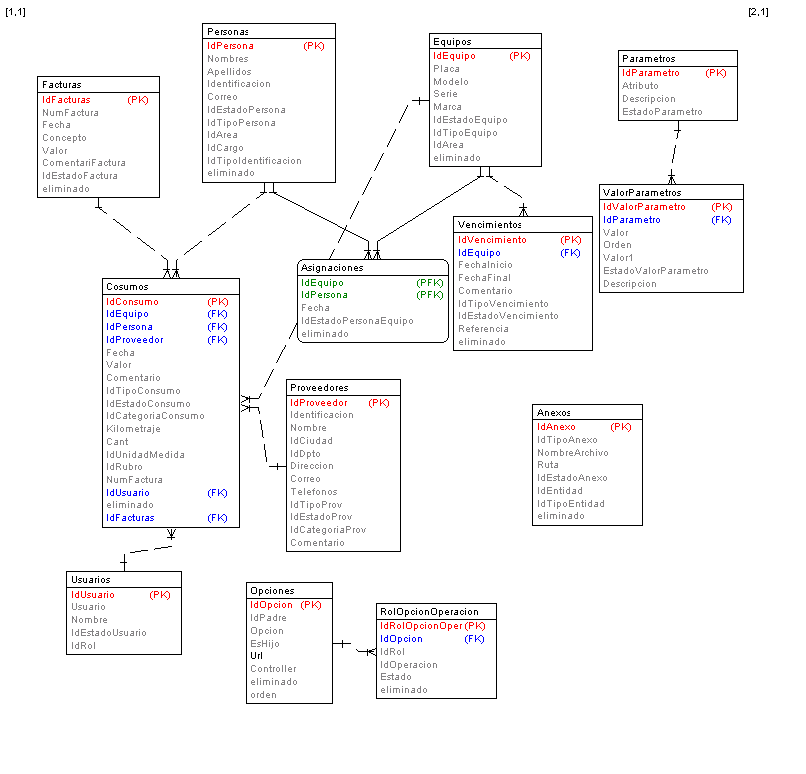 [1,1]
[2,1]
Personas
IdPersona (PK)
Nombres
Apellidos
Identificacion
Correo
IdEstadoPersona
IdTipoPersona
IdArea
IdCargo
IdTipoIdentificacion
eliminado
Equipos
IdEquipo (PK)
Placa
Modelo
Serie
Marca
IdEstadoEquipo
IdTipoEquipo
IdArea
eliminado
Parametros
IdParametro (PK)
Atributo
Descripcion
EstadoParametro
Facturas
IdFacturas (PK)
NumFactura
Fecha
Concepto
Valor
ComentariFactura
IdEstadoFactura
eliminado
ValorParametros
IdValorParametro (PK)
IdParametro (FK)
Valor
Orden
Valor1
EstadoValorParametro
Descripcion
Vencimientos
IdVencimiento (PK)
IdEquipo (FK)
FechaInicio
FechaFinal
Comentario
IdTipoVencimiento
IdEstadoVencimiento
Referencia
eliminado
Asignaciones
IdEquipo (PFK)
IdPersona (PFK)
Fecha
IdEstadoPersonaEquipo
eliminado
Cosumos
IdConsumo (PK)
IdEquipo (FK)
IdPersona (FK)
IdProveedor (FK)
Fecha
Valor
Comentario
IdTipoConsumo
IdEstadoConsumo
IdCategoriaConsumo
Kilometraje
Cant
IdUnidadMedida
IdRubro
NumFactura
IdUsuario (FK)
eliminado
IdFacturas (FK)
Proveedores
IdProveedor (PK)
Identificacion
Nombre
IdCiudad
IdDpto
Direccion
Correo
Telefonos
IdTipoProv
IdEstadoProv
IdCategoriaProv
Comentario
Anexos
IdAnexo (PK)
IdTipoAnexo
NombreArchivo
Ruta
IdEstadoAnexo
IdEntidad
IdTipoEntidad
eliminado
Usuarios
IdUsuario (PK)
Usuario
Nombre
IdEstadoUsuario
IdRol
Opciones
IdOpcion (PK)
IdPadre
Opcion
EsHijo
Url
Controller
eliminado
orden
RolOpcionOperacion
IdRolOpcionOper (PK)
IdOpcion (FK)
IdRol
IdOperacion
Estado
eliminado